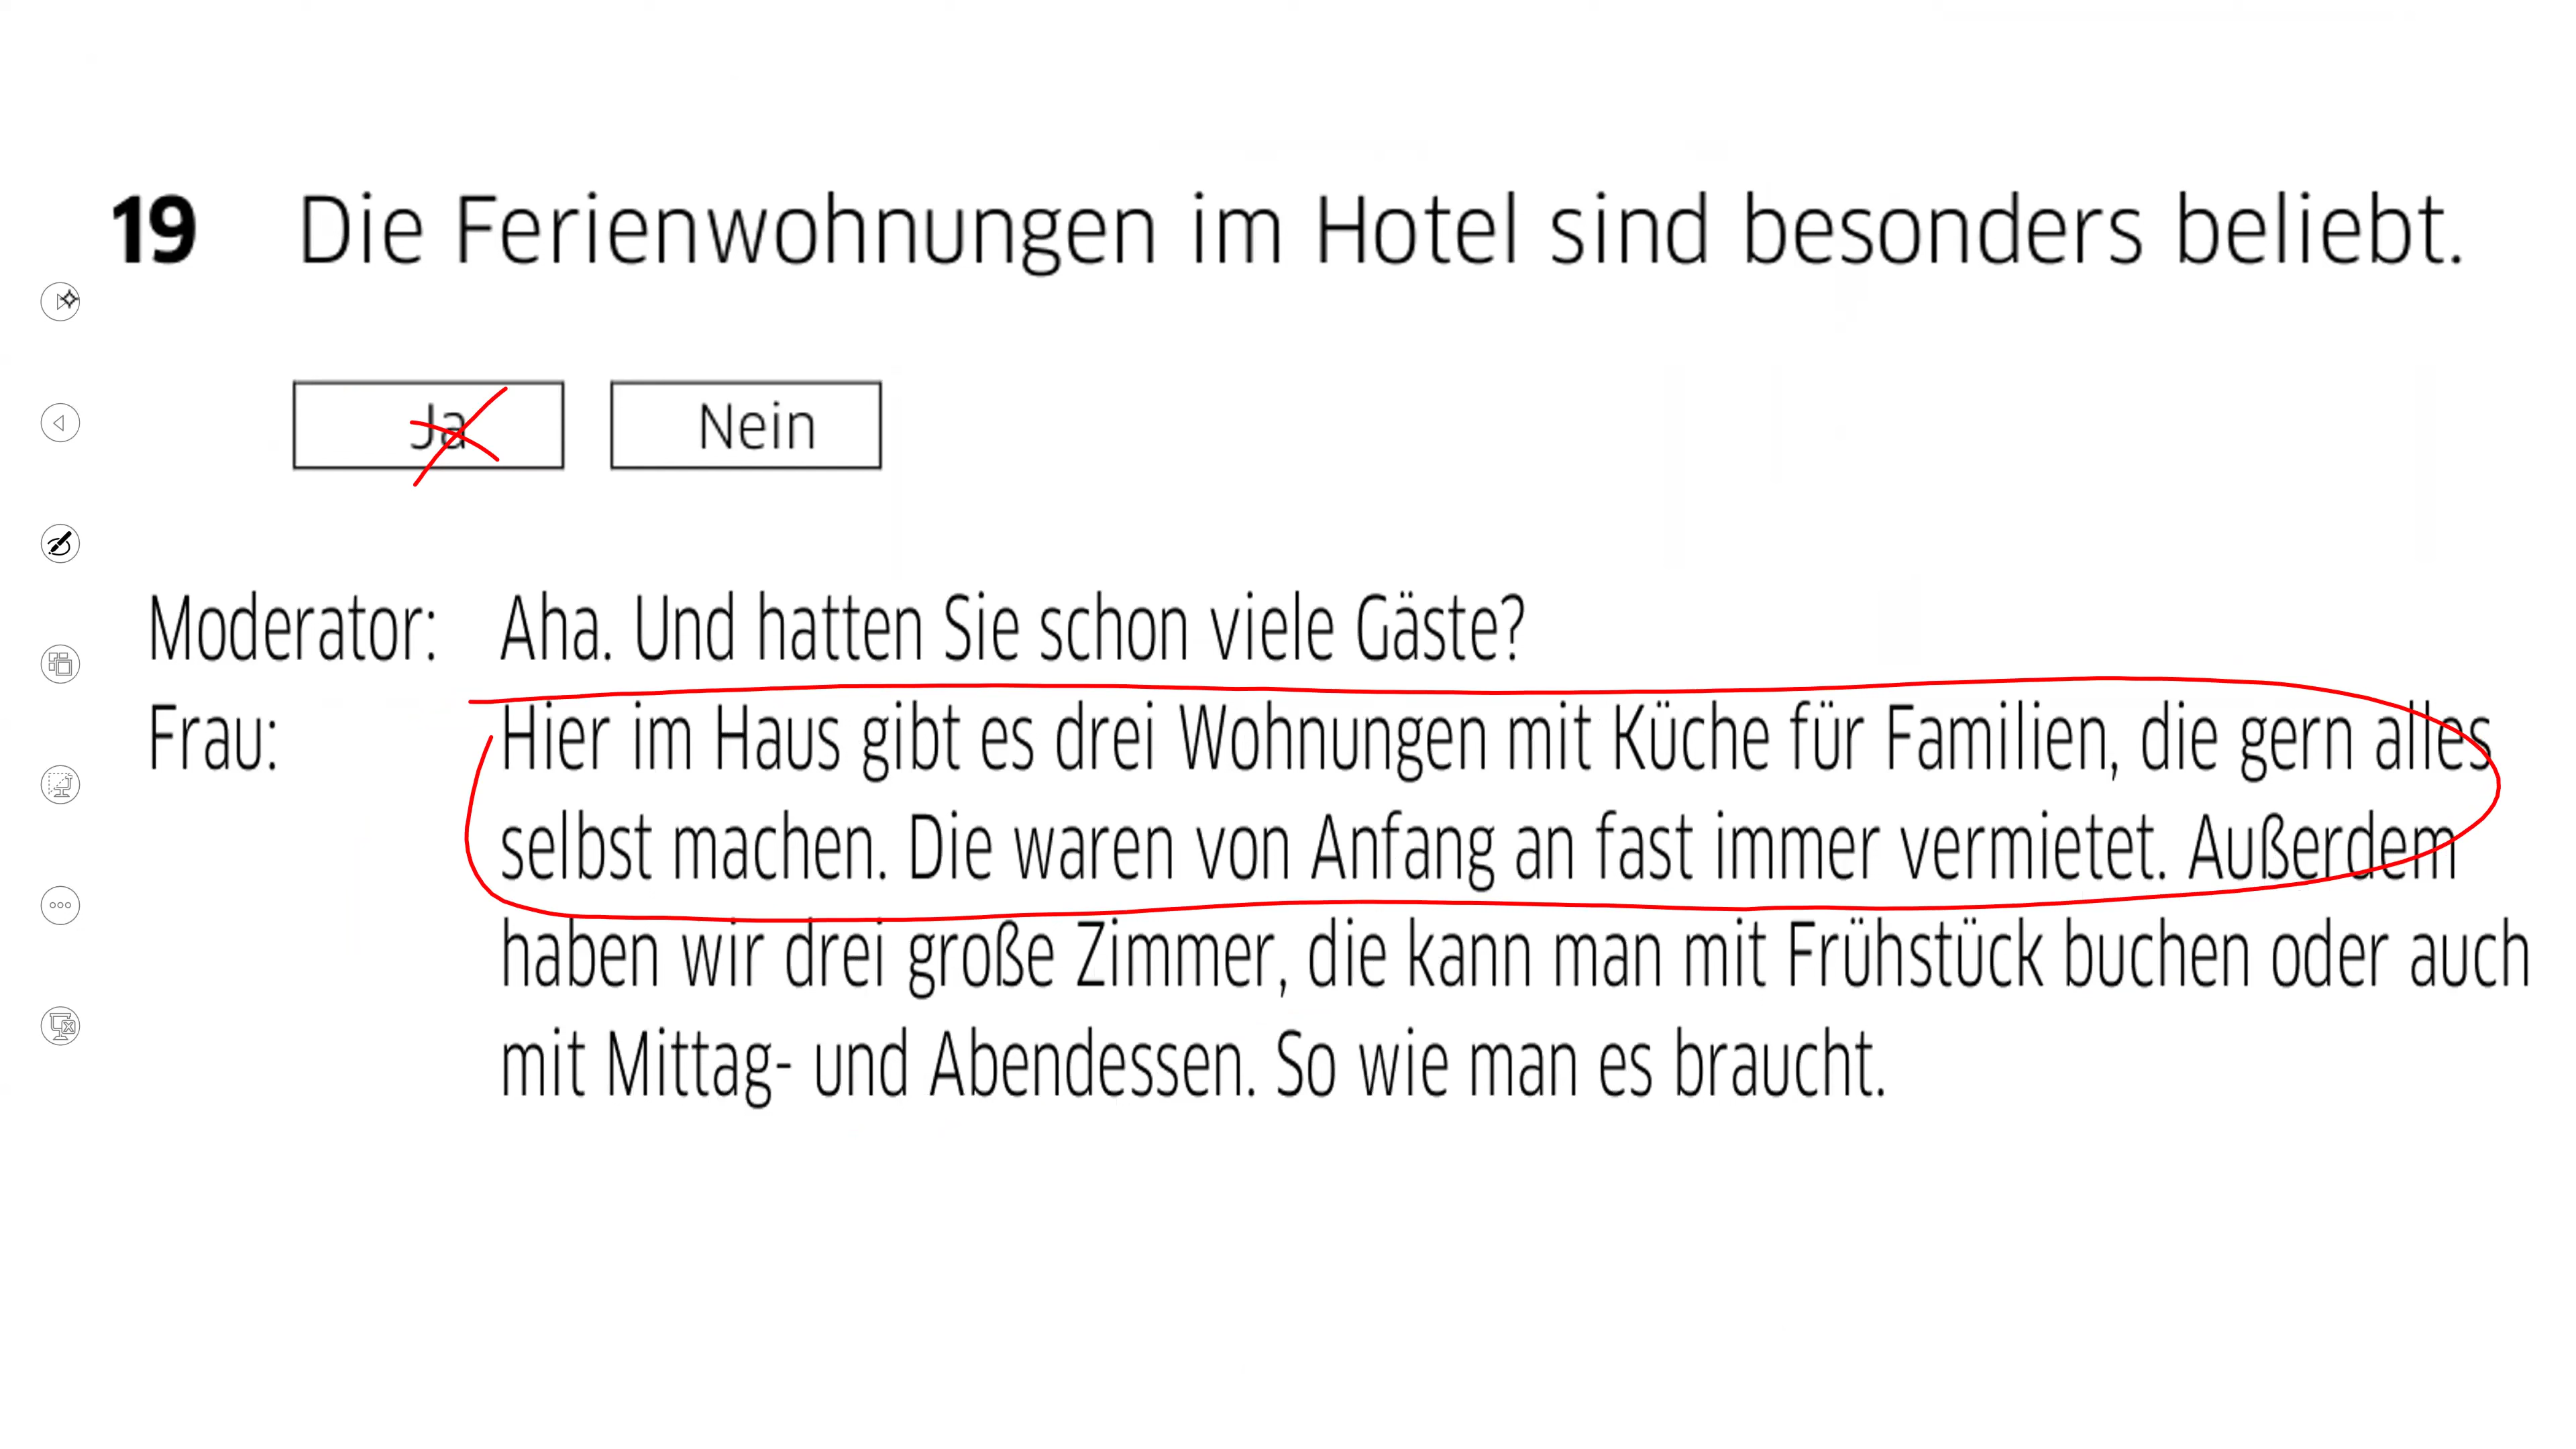 19 Die Ferienwohnungen im Hotel sind besonders beliebt.
Ja Nein
Moderator: Aha. Und hatten Sie schon viele Gäste?
Frau: Hier im Haus gibt es drei Wohnungen mit Küche für Familien, die gern alles
selbst machen. Die waren von Anfang an fast immer vermietet. Außerdem
haben wir drei große Zimmer, die kann man mit Frühstück buchen oder auch
mit Mittag- und Abendessen. So wie man es braucht.